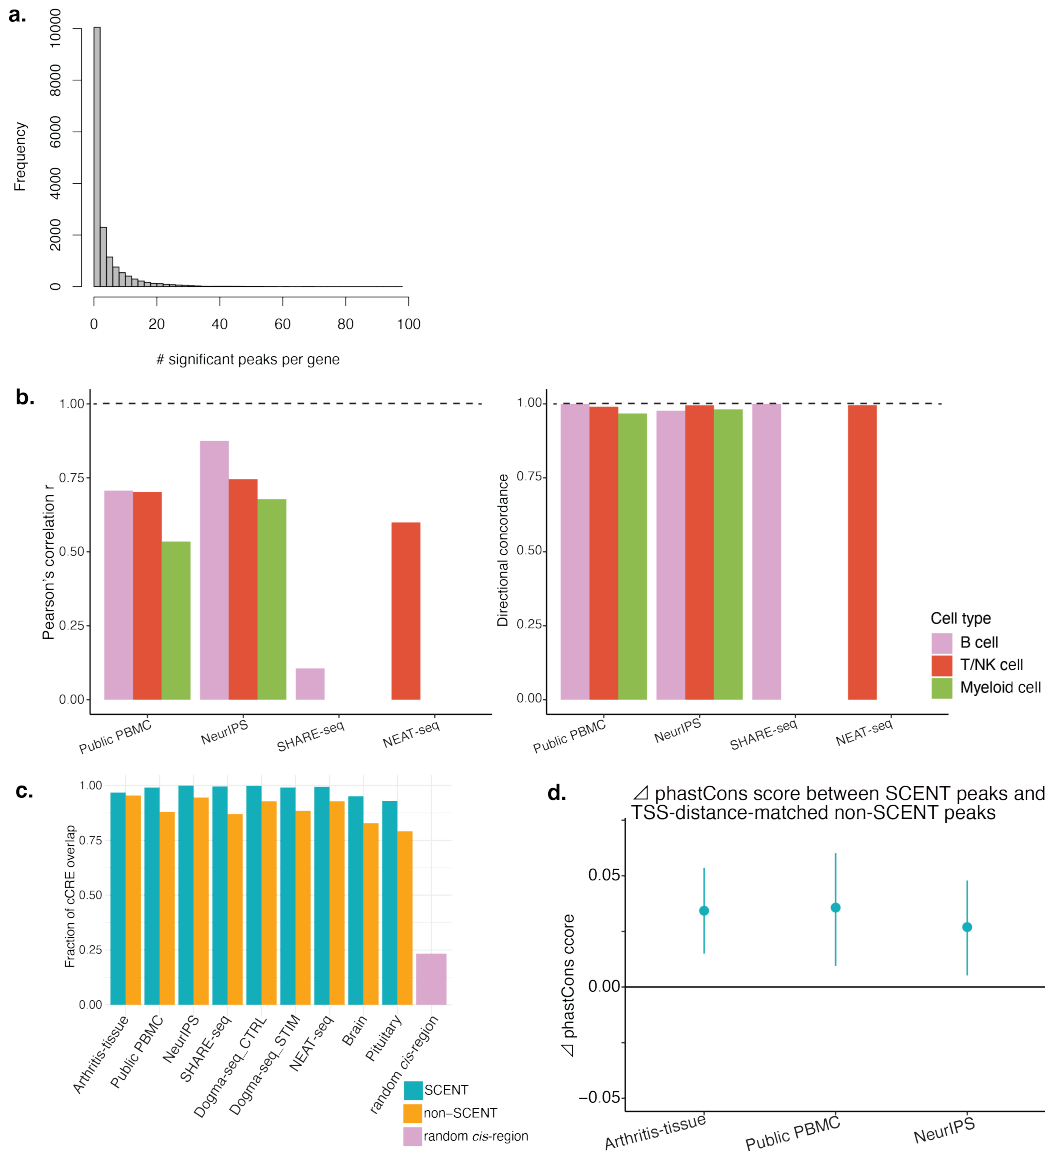 a.
10000
8000
6000
4000
2000
0
Frequency
0 20 40 60 80 100
# significant peaks per gene
b.
1.00
0.75
0.50
0.25
0.00
Pearson's correlation r
Public PBMC
NeurIPS
SHARE-seq
NEAT-seq
1.00
0.75
0.50
0.25
0.00
Directional concordance
Public PBMC
NeurIPS
SHARE-seq
NEAT-seq
Cell type
B cell
T/NK cell
Myeloid cell
c.
1.00
0.75
0.50
0.25
0.00
Fraction of cCRE overlap
Arthritis-tissue
Public PBMC
NeurIPS
SHARE-seq
Dogma-seq_CTRL
Dogma-seq_STIM
NEAT-seq
Brain
Pituitary
random cis-region
SCENT
non-SCENT
random cis-region
d.
⊿ phastCons score between SCENT peaks and
TSS-distance-matched non-SCENT peaks
0.05
0.00
−0.05
⊿ phastCons ccore
Arthritis-tissue
Public PBMC
NeurIPS